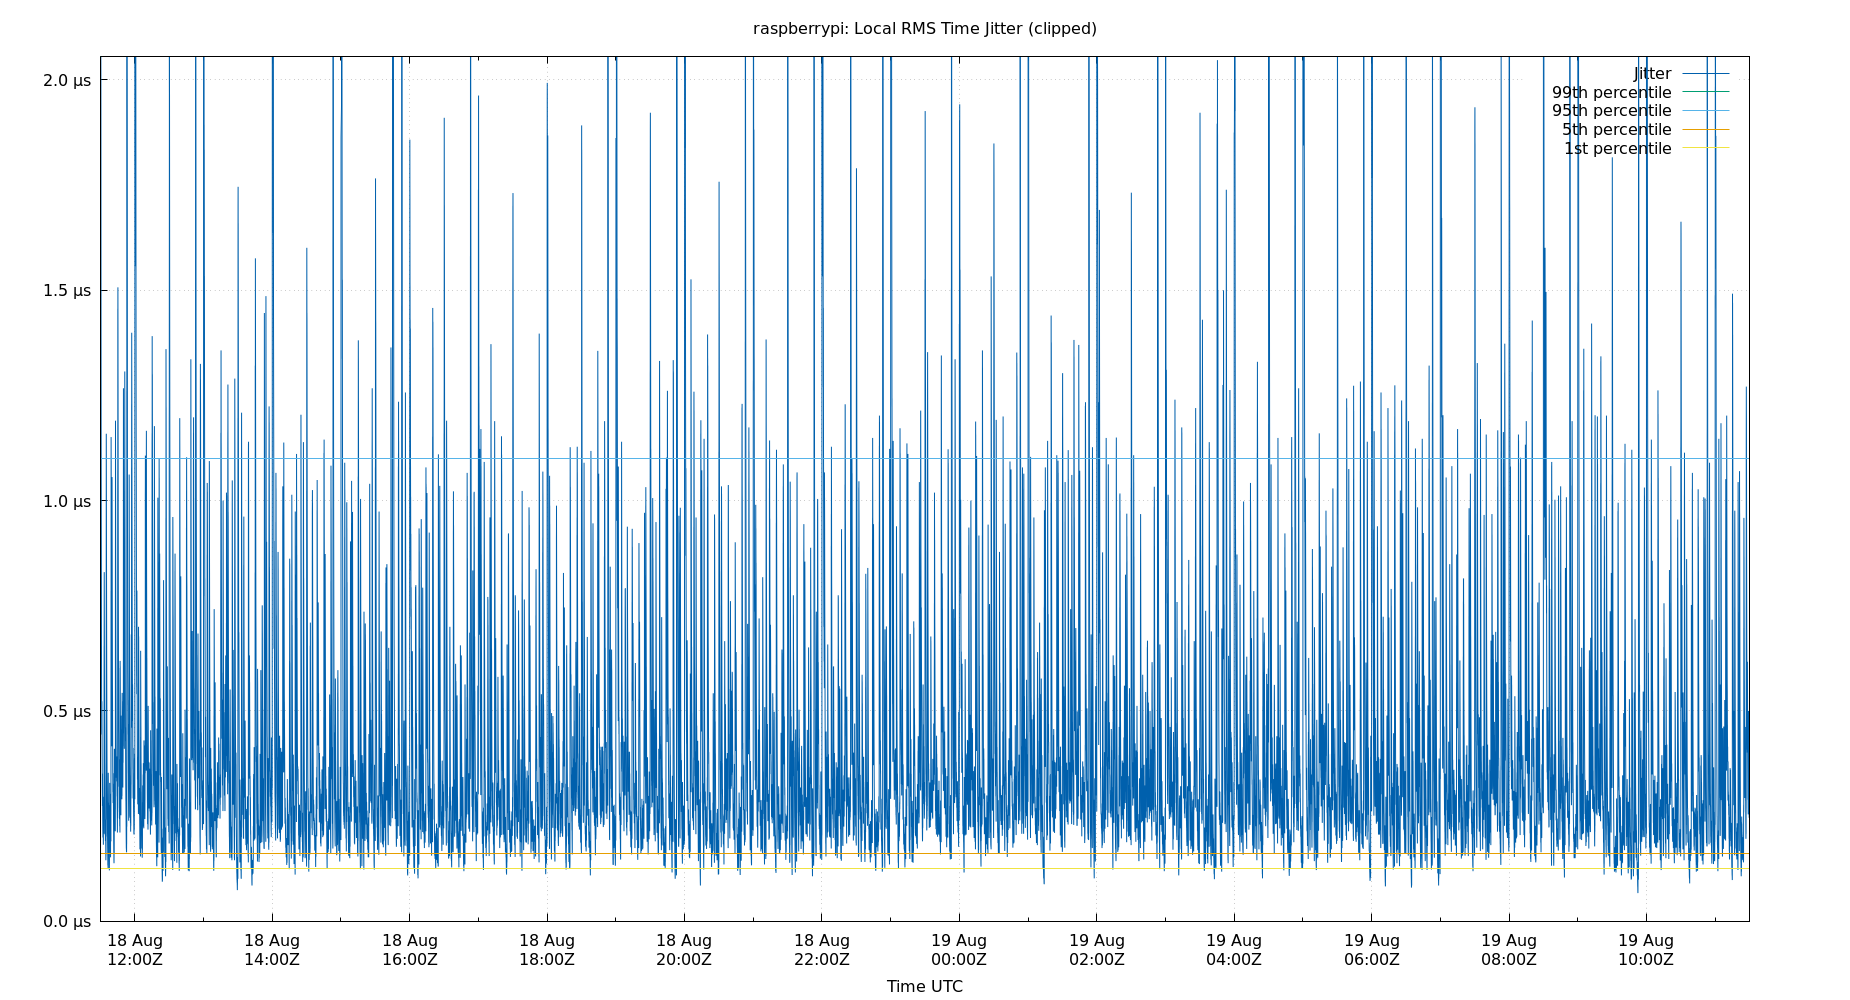 raspberrypi: Local RMS Time Jitter (clipped)
2.0 µs
1.5 µs
1.0 µs
0.5 µs
0.0 µs
Jitter
99th percentile
95th percentile
5th percentile
1st percentile
18 Aug 18 Aug 18 Aug 18 Aug 18 Aug 18 Aug 19 Aug 19 Aug 19 Aug 19 Aug 19 Aug 19 Aug
12:00Z 14:00Z 16:00Z 18:00Z 20:00Z 22:00Z 00:00Z 02:00Z 04:00Z 06:00Z 08:00Z 10:00Z
Time UTC